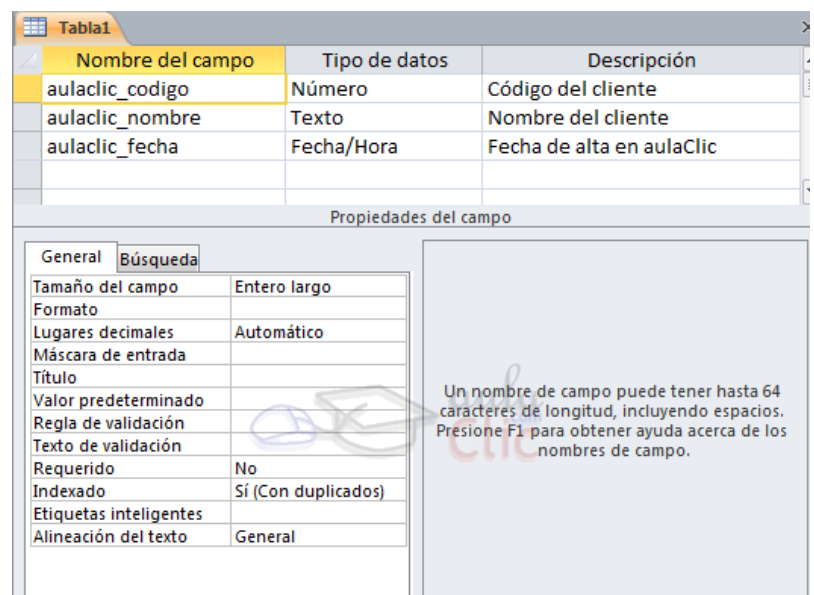 Tabla1
Nombre del campo Tipo de datos Descripción
aulaclic_codigo Número Código del cliente
aulaclic_nombre Texto Nombre del cliente
aulaclic_fecha Fecha/Hora Fecha de alta en aulaClic
Propiedades del campo
General Búsqueda
Tamaño del campo Entero largo
Formato
Lugares decimales Automático
Máscara de entrada
Título
Valor predeterminado
Regla de validación
Texto de validación
Requerido No
Indexado Sí (Con duplicados)
Etiquetas inteligentes
Alineación del texto General
Un nombre de campo puede tener hasta 64
caracteres de longitud, incluyendo espacios.
Presione F1 para obtener ayuda acerca de los
nombres de campo.
aula
.com
clic